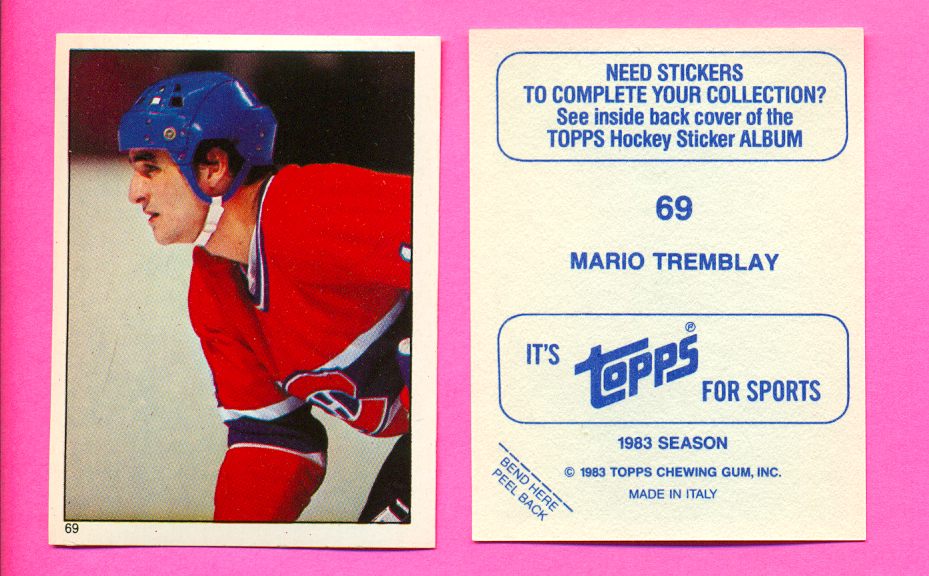 69
NEED STICKERS
TO COMPLETE YOUR COLLECTION?
See inside back cover of the
TOPPS Hockey Sticker ALBUM
69
MARIO TREMBLAY
IT'S
topps®
FOR SPORTS
1983 SEASON
© 1983 TOPPS CHEWING GUM, INC.
MADE IN ITALY
BEND HERE
PEEL BACK